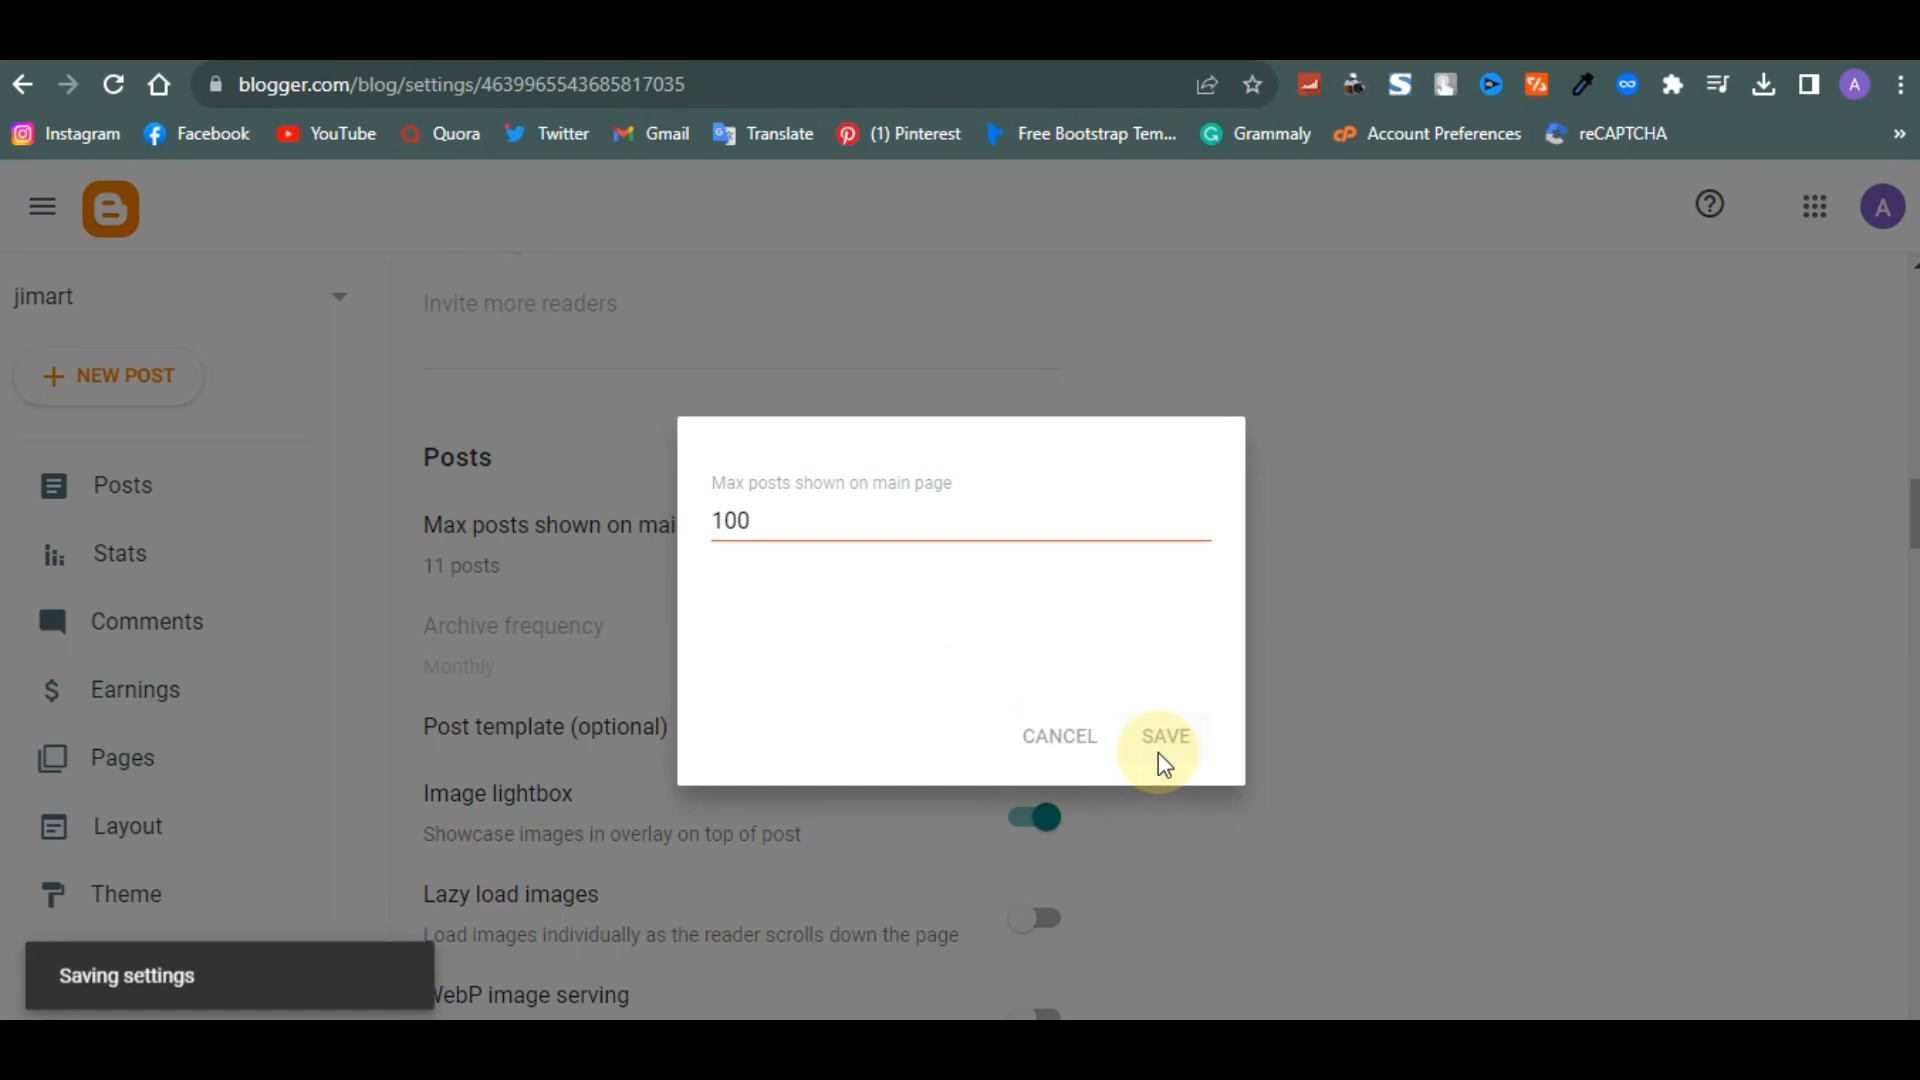 blogger.com/blog/settings/4639965543685817035
A
Instagram
Facebook
YouTube
Quora
Twitter
Gmail
Translate
(1) Pinterest
Free Bootstrap Tem...
Grammaly
Account Preferences
reCAPTCHA
»
A
jimart
NEW POST
Posts
Stats
Comments
Earnings
Pages
Layout
Theme
Saving settings
Invite more readers
Posts
Max posts shown on mai
11 posts
Archive frequency
Monthly
Post template (optional)
Image lightbox
Showcase images in overlay on top of post
Lazy load images
Load images individually as the reader scrolls down the page
WebP image serving
Max posts shown on main page
100
CANCEL
SAVE